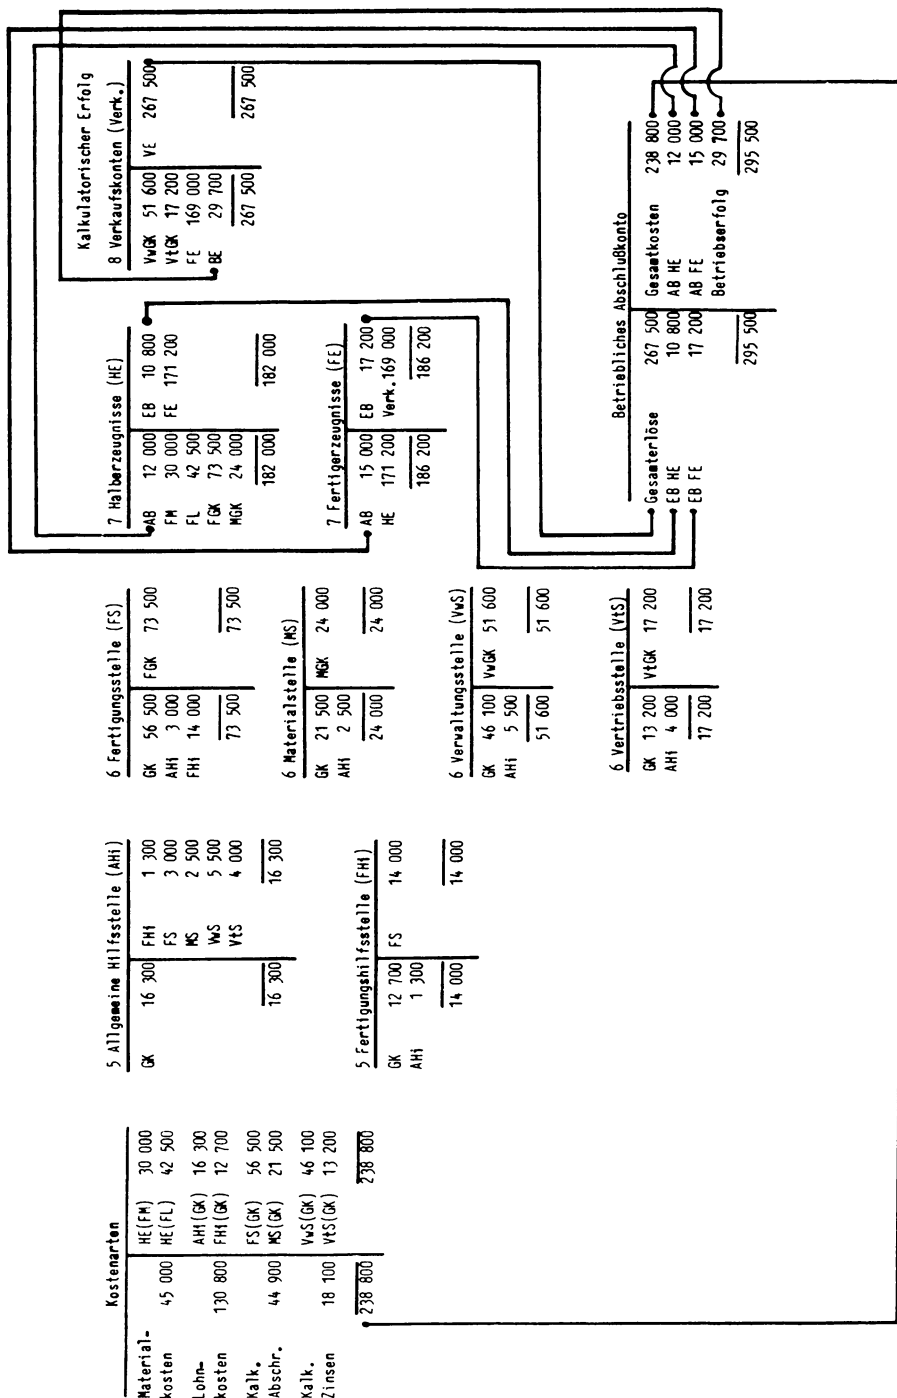 Kostenarten
Material- HE(FM) 30 000
kosten 45 000 HE(FL) 42 500
Lohn- AHi(GK) 16 300
kosten 130 800 FHi(GK) 12 700
Kalk. FS(GK) 56 500
Abschr. 44 900 MS(GK) 21 500
Kalk. VwS(GK) 46 100
Zinsen 18 100 VtS(GK) 13 200
238 800 238 800
5 Allgemeine Hilfsstelle (AHi)
GK 16 300 FHi 1 300
FS 3 000
MS 2 500
VwS 5 500
VtS 4 000
16 300 16 300
5 Fertigungshilfsstelle (FHi)
GK 12 700 FS 14 000
AHi 1 300
14 000 14 000
6 Fertigungsstelle (FS)
GK 56 500 FGK 73 500
AHi 3 000
FHi 14 000
73 500 73 500
6 Materialstelle (MS)
GK 21 500 MGK 24 000
AHi 2 500
24 000 24 000
6 Verwaltungsstelle (VwS)
GK 46 100 VwGK 51 600
AHi 5 500
51 600 51 600
6 Vertriebsstelle (VtS)
GK 13 200 VtGK 17 200
AHi 4 000
17 200 17 200
7 Halberzeugnisse (HE)
AB 12 000 EB 10 800
FM 30 000 FE 171 200
FL 42 500
FGK 73 500
MGK 24 000
182 000 182 000
7 Fertigerzeugnisse (FE)
AB 15 000 EB 17 200
HE 171 200 Verk. 169 000
186 200 186 200
Kalkulatorischer Erfolg
8 Verkaufskonten (Verk.)
VwGK 51 600 VE 267 500
VtGK 17 200
FE 169 000
BE 29 700
267 500 267 500
Betriebliches Abschlußkonto
Gesamterlöse 267 500 Gesamtkosten 238 800
EB HE 10 800 AB HE 12 000
EB FE 17 200 AB FE 15 000
Betriebserfolg 29 700
295 500 295 500